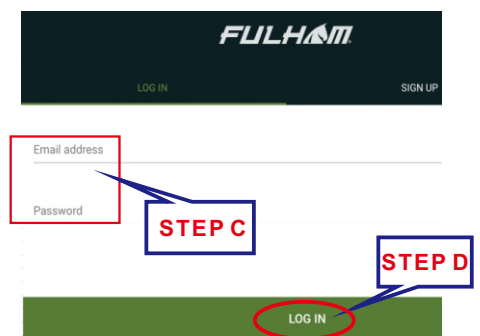 FULHAM
LOG IN SIGN UP
Email address
Password
STEP C
STEP D
LOG IN